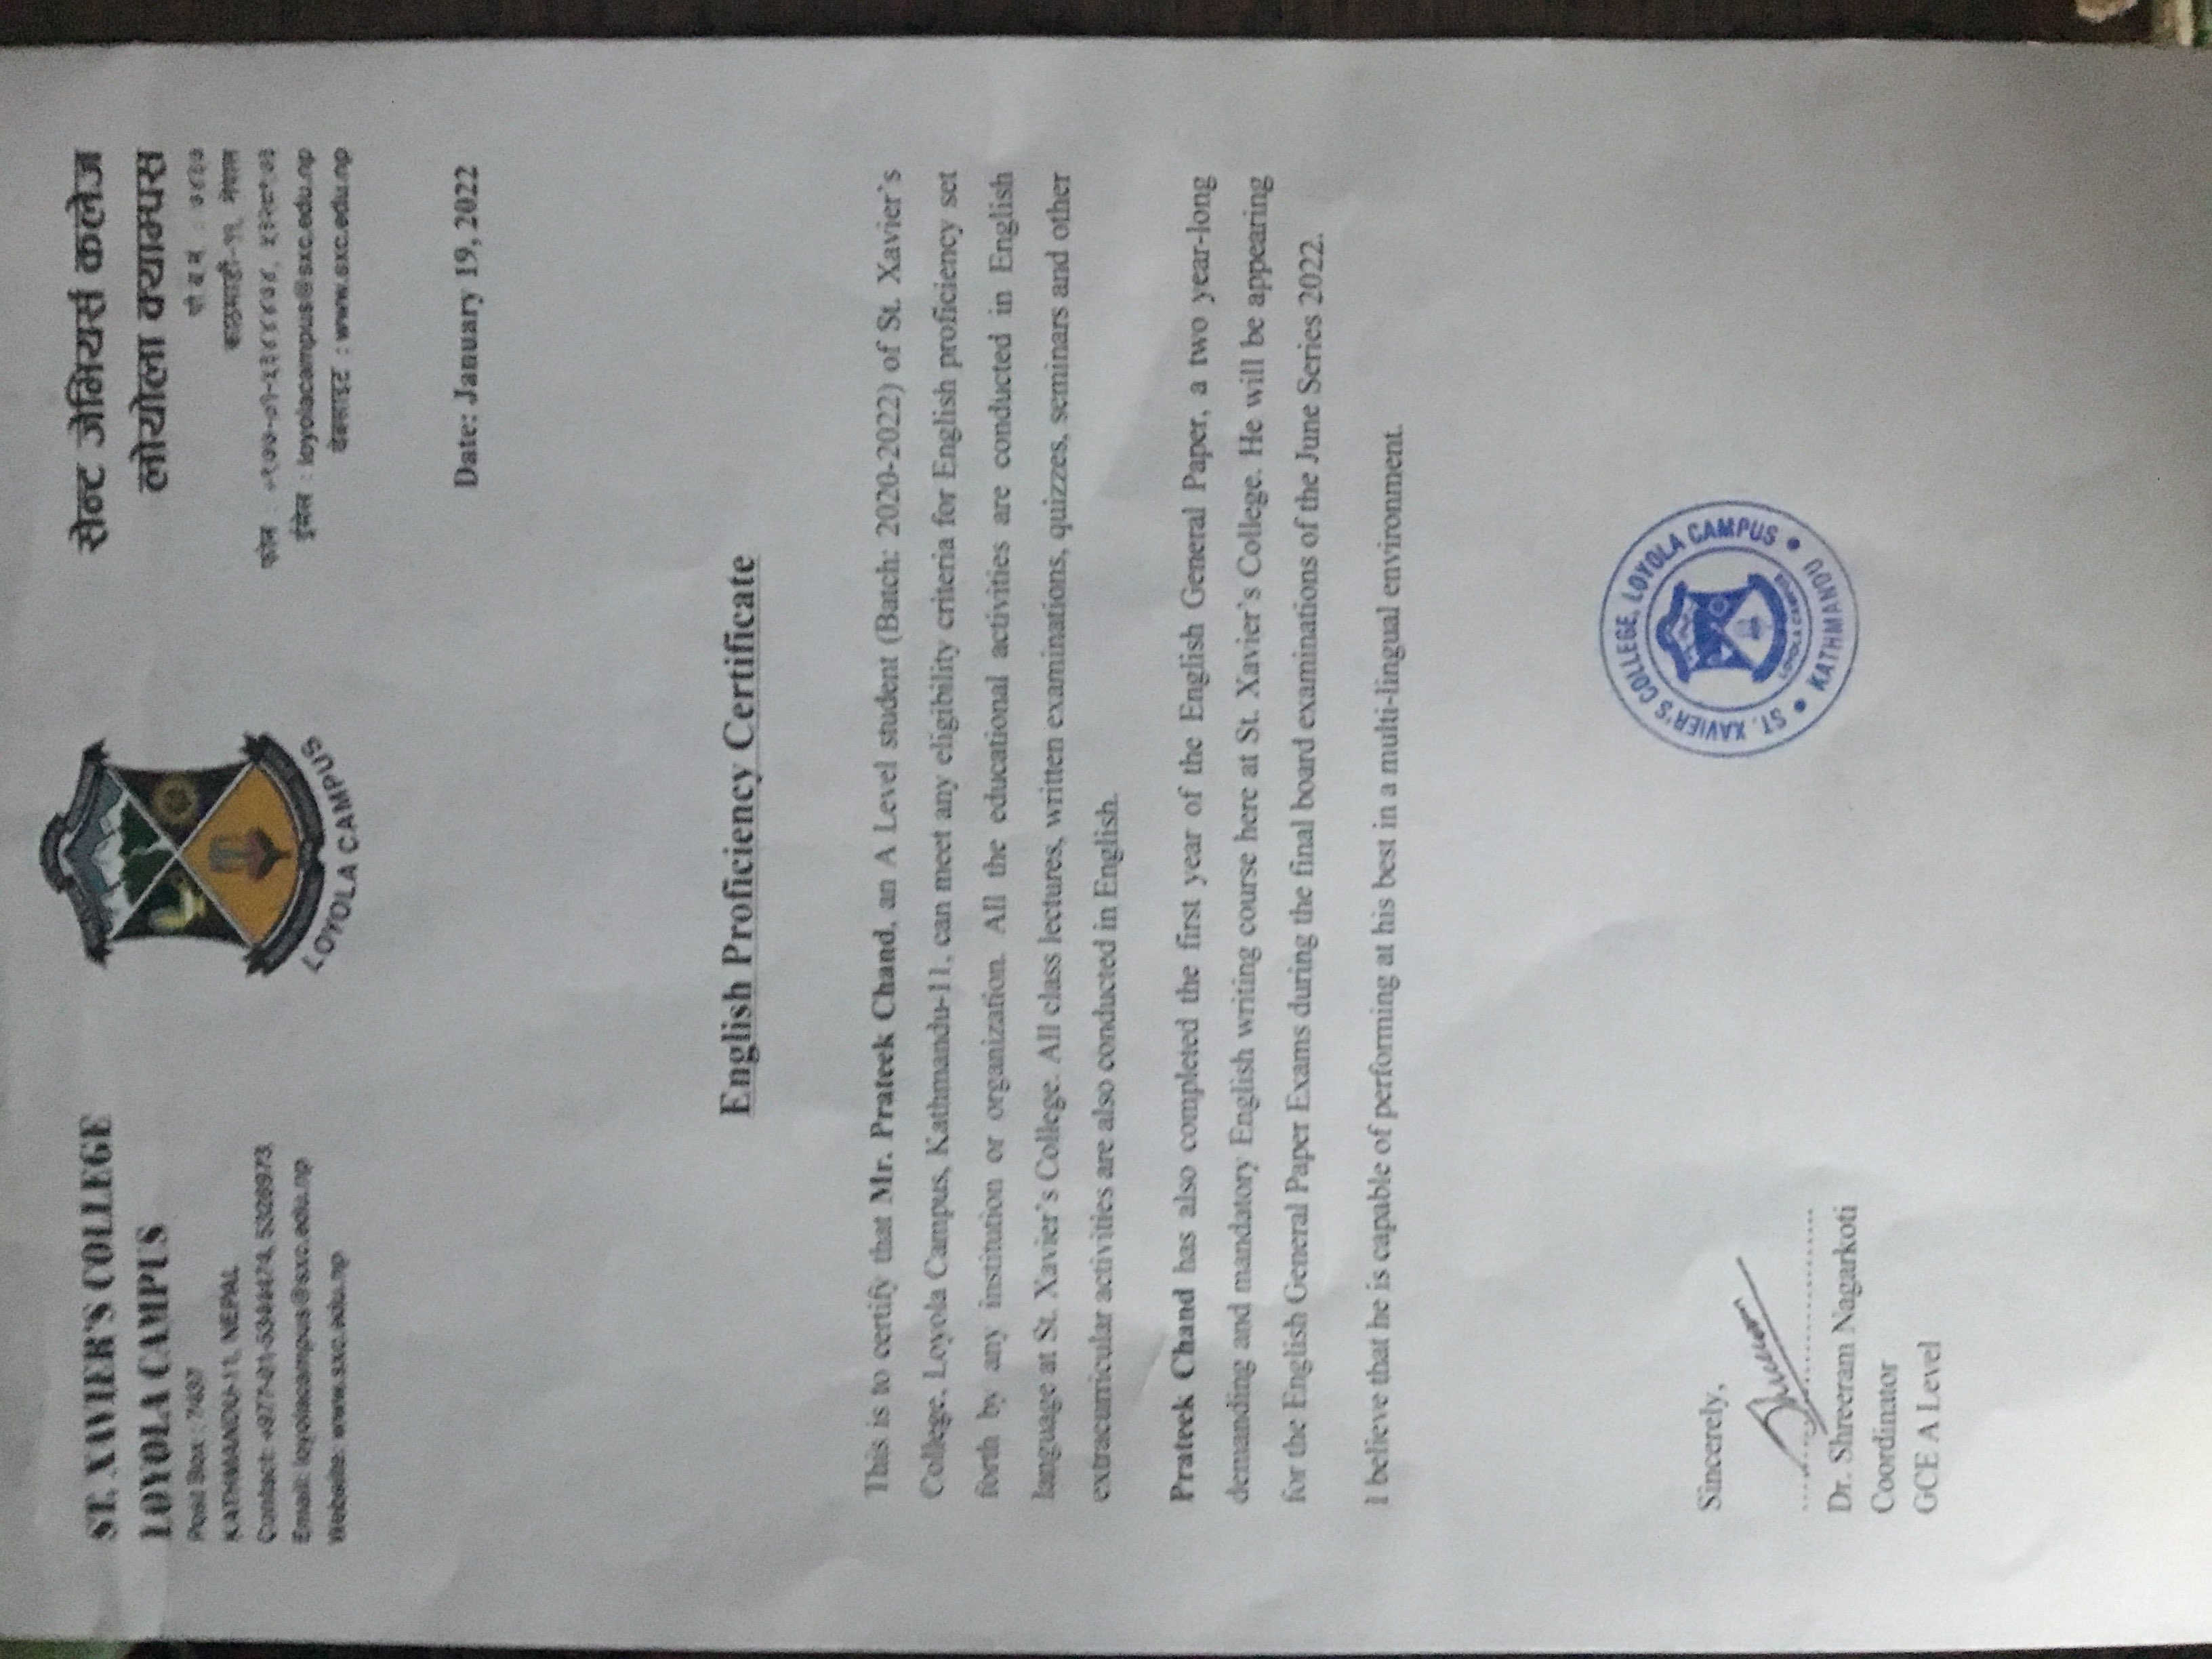 ST. XAVIER'S COLLEGE
LOYOLA CAMPUS
Post Box : 7437
KATHMANDU-11, NEPAL
Contact: +977-01-5344474, 5328973,
Email: loyolacampus@sxc.edu.np
Website: www.sxc.edu.np
LOYOLA CAMPUS
सेन्ट जेभियर्स कलेज
लोयोला क्याम्पस
पो ब नं : ७४३७
काठमाडौं-११, नेपाल
फोन : +९७७-०१-५३४४४७४, ५३२८९७३
ईमेल : loyolacampus@sxc.edu.np
वेबसाइट : www.sxc.edu.np
Date: January 19, 2022
English Proficiency Certificate
This is to certify that Mr. Prateek Chand, an A Level student (Batch: 2020-2022) of St. Xavier's
College, Loyola Campus, Kathmandu-11, can meet any eligibility criteria for English proficiency set
forth by any institution or organization. All the educational activities are conducted in English
language at St. Xavier's College. All class lectures, written examinations, quizzes, seminars and other
extracurricular activities are also conducted in English.
Prateek Chand has also completed the first year of the English General Paper, a two year-long
demanding and mandatory English writing course here at St. Xavier's College. He will be appearing
for the English General Paper Exams during the final board examinations of the June Series 2022.
I believe that he is capable of performing at his best in a multi-lingual environment.
Sincerely,
Shreeram
Dr. Shreeram Nagarkoti
Coordinator
GCE A Level
ST. XAVIER'S COLLEGE, LOYOLA CAMPUS
LOYOLA CAMPUS
KATHMANDU